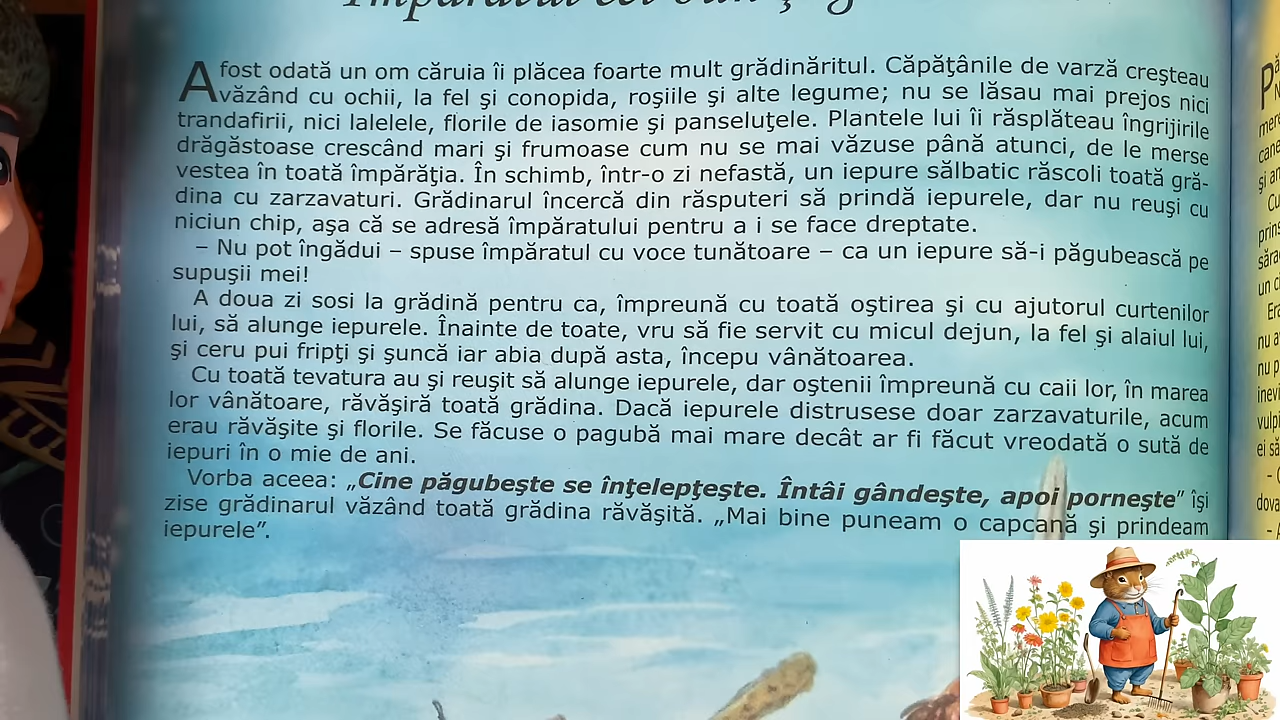 Împăratul cel bun și g
A fost odată un om căruia îi plăcea foarte mult grădinăritul. Căpăţânile de varză creşteau
văzând cu ochii, la fel şi conopida, roşiile şi alte legume; nu se lăsau mai prejos nici
trandafirii, nici lalelele, florile de iasomie şi panseluţele. Plantele lui îi răsplăteau îngrijirile
drăgăstoase crescând mari şi frumoase cum nu se mai văzuse până atunci, de le merse
vestea în toată împărăţia. În schimb, într-o zi nefastă, un iepure sălbatic răscoli toată gră-
dina cu zarzavaturi. Grădinarul încercă din răsputeri să prindă iepurele, dar nu reuşi cu
niciun chip, aşa că se adresă împăratului pentru a i se face dreptate.
– Nu pot îngădui – spuse împăratul cu voce tunătoare – ca un iepure să-i păgubească pe
supuşii mei!
A doua zi sosi la grădină pentru ca, împreună cu toată oştirea şi cu ajutorul curtenilor
lui, să alunge iepurele. Înainte de toate, vru să fie servit cu micul dejun, la fel şi alaiul lui,
şi ceru pui fripţi şi şuncă iar abia după asta, începu vânătoarea.
Cu toată tevatura au şi reuşit să alunge iepurele, dar oştenii împreună cu caii lor, în marea
lor vânătoare, răvăşiră toată grădina. Dacă iepurele distrusese doar zarzavaturile, acum
erau răvăşite şi florile. Se făcuse o pagubă mai mare decât ar fi făcut vreodată o sută de
iepuri în o mie de ani.
Vorba aceea: „Cine păgubeşte se înţelepţeşte. Întâi gândeşte, apoi porneşte” îşi
zise grădinarul văzând toată grădina răvăşită. „Mai bine puneam o capcană şi prindeam
iepurele”.